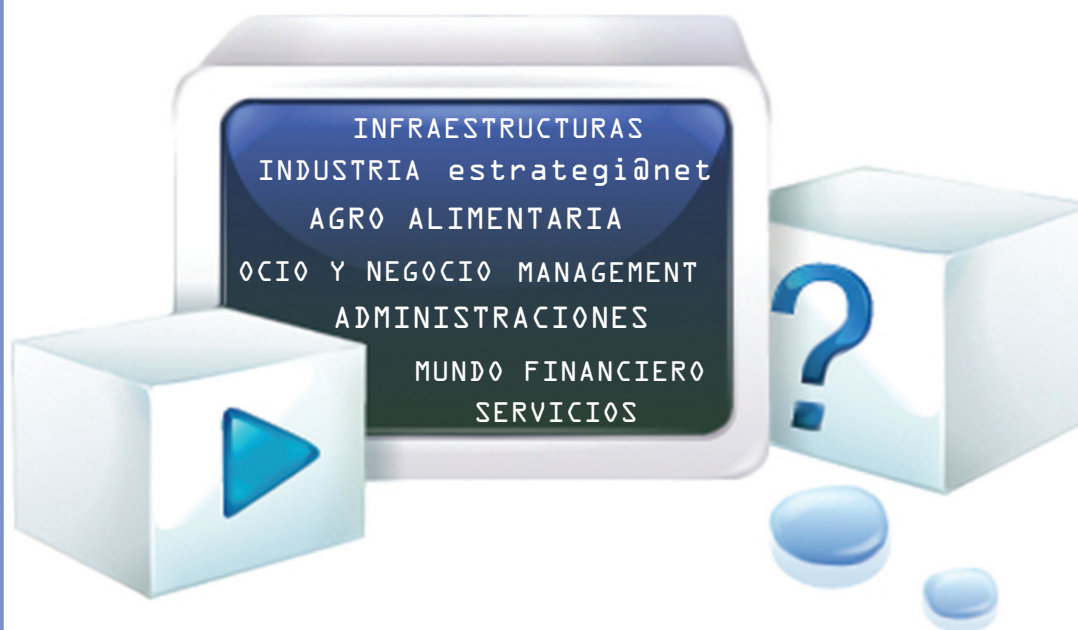 INFRAESTRUCTURAS
INDUSTRIA estrategi@net
AGRO ALIMENTARIA
OCIO Y NEGOCIO MANAGEMENT
ADMINISTRACIONES
MUNDO FINANCIERO
SERVICIOS
?